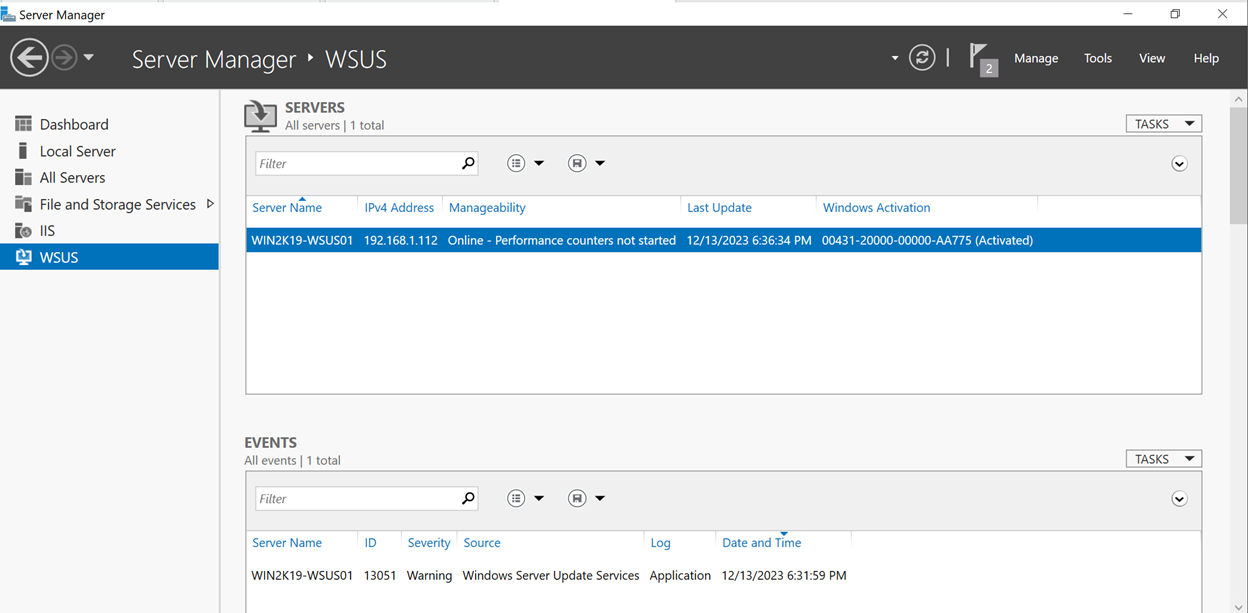 Server Manager
Server Manager ‣ WSUS
2
Manage Tools View Help
Dashboard
Local Server
All Servers
File and Storage Services
IIS
WSUS
SERVERS
All servers | 1 total
TASKS
Filter
Server Name IPv4 Address Manageability Last Update Windows Activation
WIN2K19-WSUS01 192.168.1.112 Online - Performance counters not started 12/13/2023 6:36:34 PM 00431-20000-00000-AA775 (Activated)
EVENTS
All events | 1 total
TASKS
Filter
Server Name ID Severity Source Log Date and Time
WIN2K19-WSUS01 13051 Warning Windows Server Update Services Application 12/13/2023 6:31:59 PM